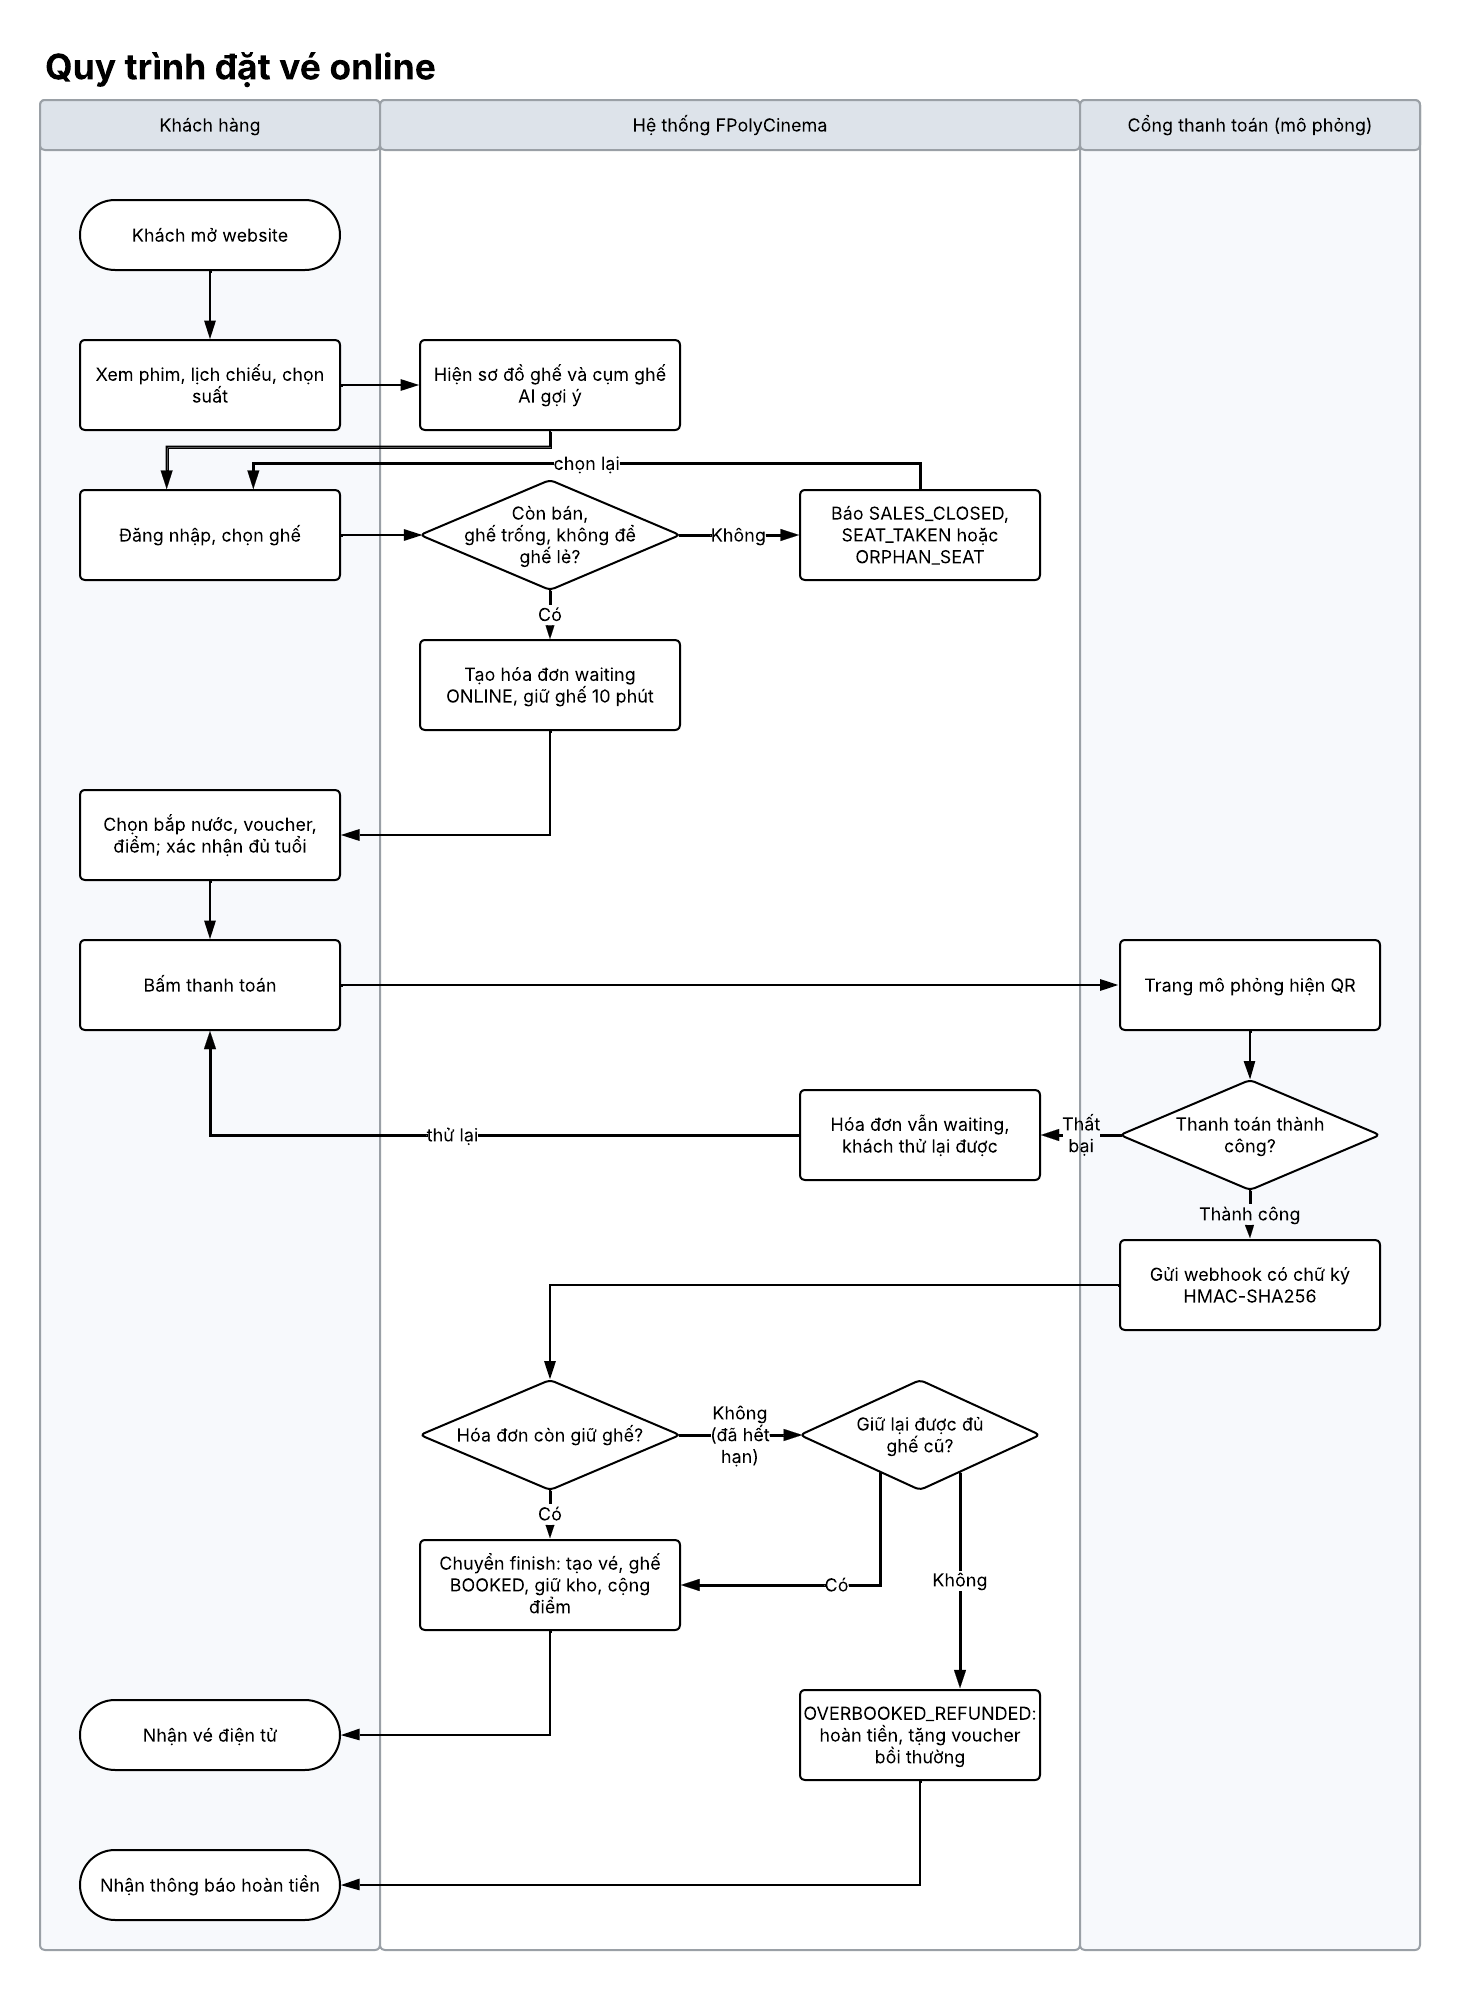 Quy trình đặt vé online
Khách hàng
Hệ thống FPolyCinema
Cổng thanh toán (mô phỏng)
Khách mở website
Xem phim, lịch chiếu, chọn
suất
Hiện sơ đồ ghế và cụm ghế
AI gợi ý
chọn lại
Đăng nhập, chọn ghế
Còn bán,
ghế trống, không để
ghế lẻ?
Không
Báo SALES_CLOSED,
SEAT_TAKEN hoặc
ORPHAN_SEAT
Có
Tạo hóa đơn waiting
ONLINE, giữ ghế 10 phút
Chọn bắp nước, voucher,
điểm; xác nhận đủ tuổi
Bấm thanh toán
Trang mô phỏng hiện QR
thử lại
Hóa đơn vẫn waiting,
khách thử lại được
Thất
bại
Thanh toán thành
công?
Thành công
Gửi webhook có chữ ký
HMAC-SHA256
Hóa đơn còn giữ ghế?
Không
(đã hết
hạn)
Giữ lại được đủ
ghế cũ?
Có
Chuyển finish: tạo vé, ghế
BOOKED, giữ kho, cộng
điểm
Có
Không
Nhận vé điện tử
OVERBOOKED_REFUNDED:
hoàn tiền, tặng voucher
bồi thường
Nhận thông báo hoàn tiền